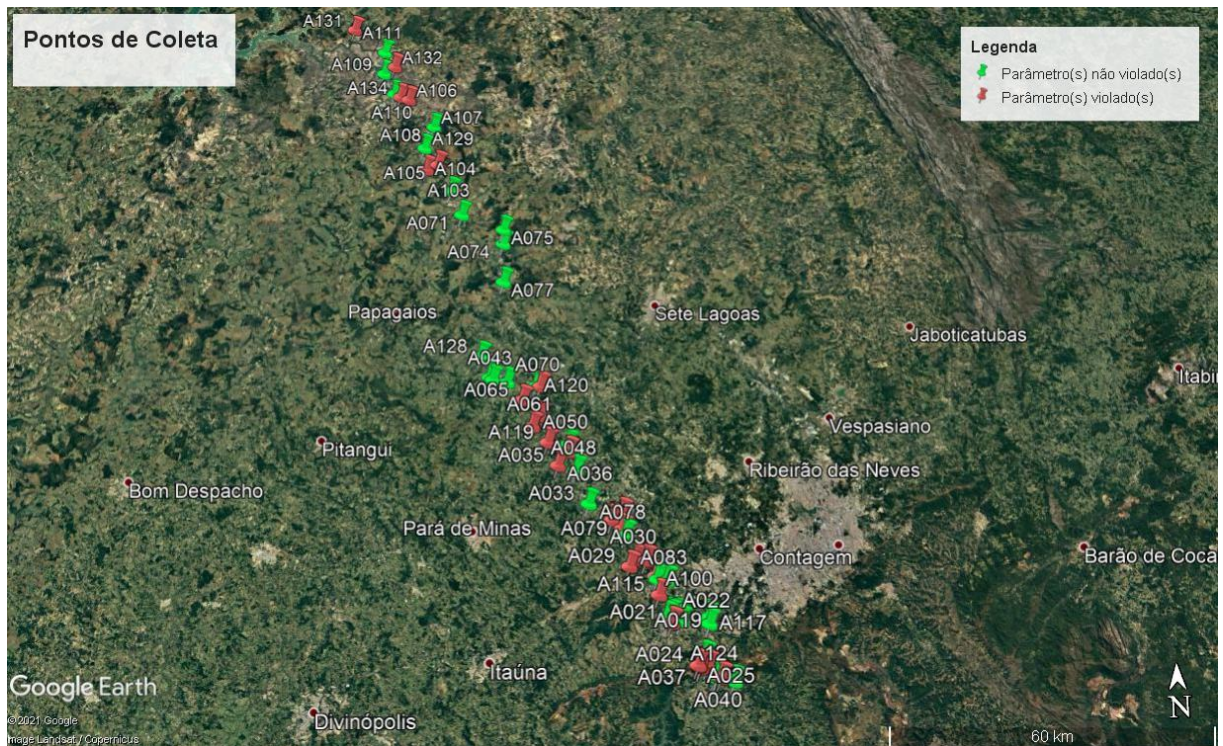 Pontos de Coleta
Legenda
Parâmetro(s) não violado(s)
Parâmetro(s) violado(s)
A131
A111
A109
A132
A134
A106
A110
A107
A108
A129
A105
A104
A103
A071
A075
A074
A077
Papagaios
Sete Lagoas
Jaboticatubas
A128
A043
A070
A065
A120
A061
A050
A119
A048
A035
A036
Itabir
Vespasiano
Pitangui
Ribeirão das Neves
Bom Despacho
A033
A078
A079
A030
Pará de Minas
A029
A083
Contagem
Barão de Coca
A115
A100
A021
A022
A019
A117
A024
A124
A037
A025
A040
Itaúna
Divinópolis
Google Earth
© 2021 Google
Image Landsat / Copernicus
N
60 km